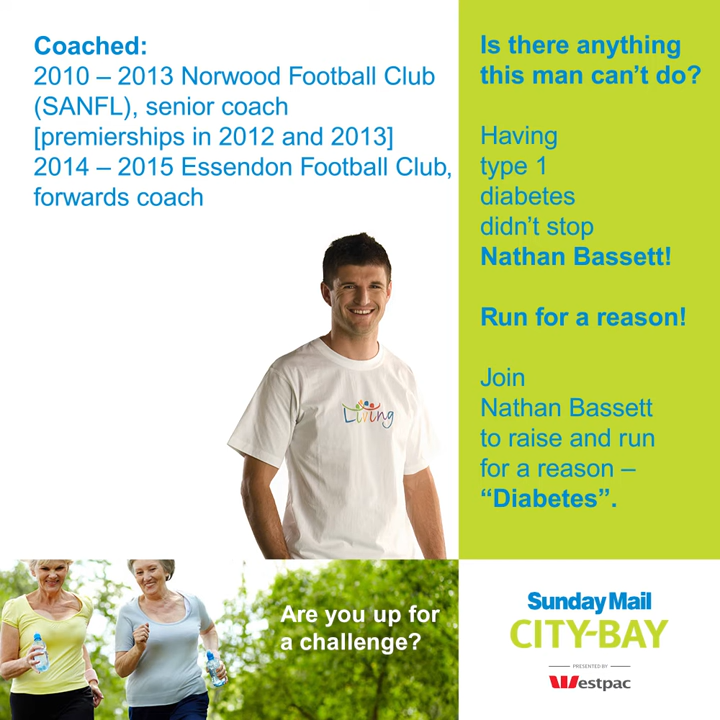 Coached:
2010 – 2013 Norwood Football Club
(SANFL), senior coach
[premierships in 2012 and 2013]
2014 – 2015 Essendon Football Club,
forwards coach
Is there anything
this man can’t do?
Having
type 1
diabetes
didn’t stop
Nathan Bassett!
Run for a reason!
Join
Nathan Bassett
to raise and run
for a reason –
“Diabetes”.
Living
Are you up for
a challenge?
Sunday Mail
CITY-BAY
PRESENTED BY
Westpac